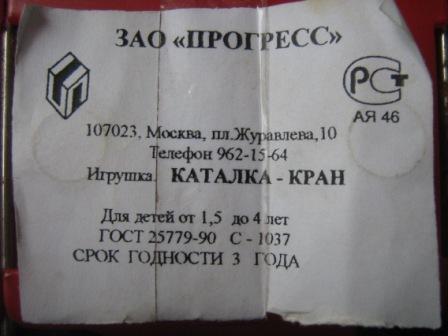 ЗАО «ПРОГРЕСС»
РСТ
АЯ 46
107023, Москва, пл.Журавлева,10
Телефон 962-15-64
Игрушка. КАТАЛКА - КРАН
Для детей от 1,5 до 4 лет
ГОСТ 25779-90 С - 1037
СРОК ГОДНОСТИ 3 ГОДА